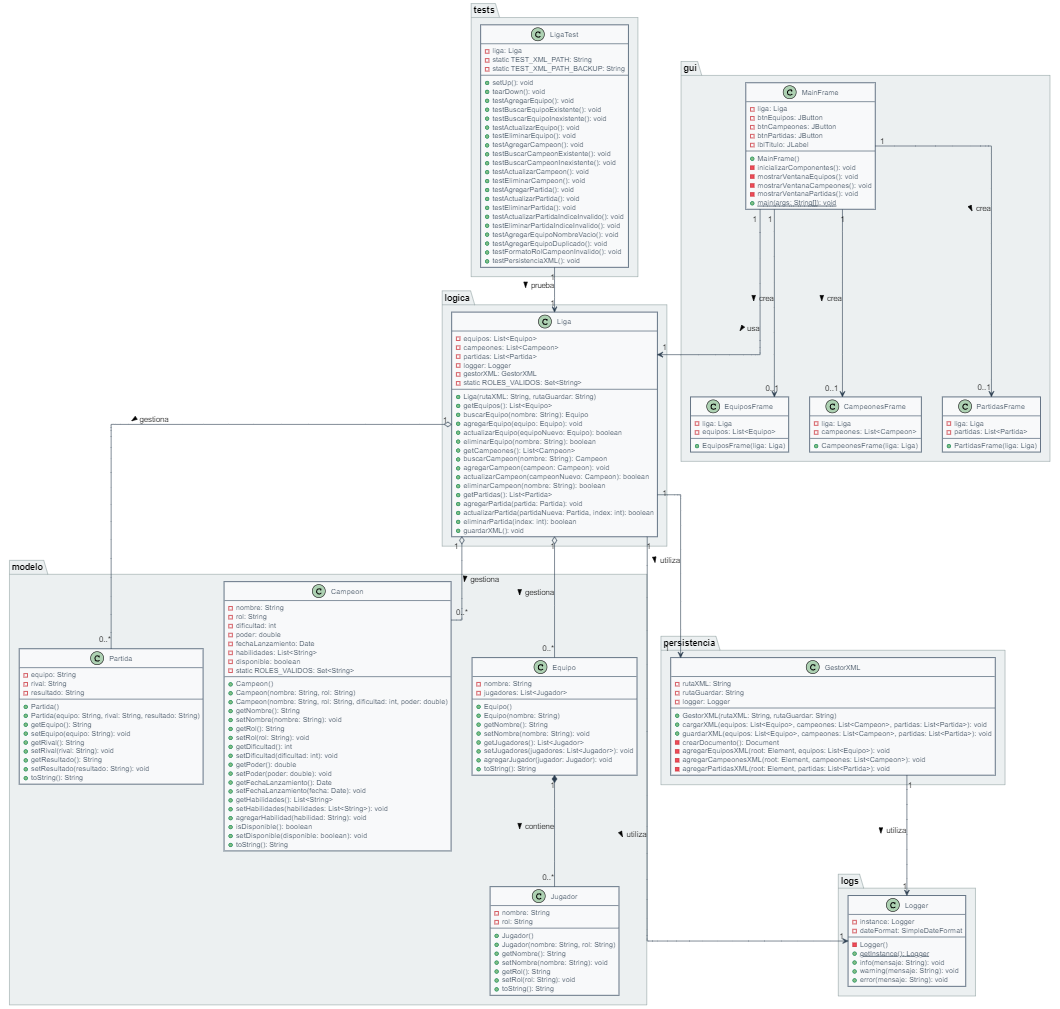 tests
C LigaTest
liga: Liga
static TEST_XML_PATH: String
static TEST_XML_PATH_BACKUP: String
setUp(): void
tearDown(): void
testAgregarEquipo(): void
testBuscarEquipoExistente(): void
testBuscarEquipoInexistente(): void
testActualizarEquipo(): void
testEliminarEquipo(): void
testAgregarCampeon(): void
testBuscarCampeonExistente(): void
testBuscarCampeonInexistente(): void
testActualizarCampeon(): void
testEliminarCampeon(): void
testAgregarPartida(): void
testActualizarPartida(): void
testEliminarPartida(): void
testActualizarPartidaIndiceInvalido(): void
testEliminarPartidaIndiceInvalido(): void
testAgregarEquipoNombreVacio(): void
testAgregarEquipoDuplicado(): void
testFormatoRolCampeonInvalido(): void
testPersistenciaXML(): void
1
prueba
1
gui
C MainFrame
liga: Liga
btnEquipos: JButton
btnCampeones: JButton
btnPartidas: JButton
lblTitulo: JLabel
MainFrame()
inicializarComponentes(): void
mostrarVentanaEquipos(): void
mostrarVentanaCampeones(): void
mostrarVentanaPartidas(): void
main(args: String[]): void
1
crea
1
1
1
crea
crea
usa
1
0..1
0..1
0..1
C EquiposFrame
liga: Liga
equipos: List<Equipo>
EquiposFrame(liga: Liga)
C CampeonesFrame
liga: Liga
campeones: List<Campeon>
CampeonesFrame(liga: Liga)
C PartidasFrame
liga: Liga
partidas: List<Partida>
PartidasFrame(liga: Liga)
logica
C Liga
equipos: List<Equipo>
campeones: List<Campeon>
partidas: List<Partida>
logger: Logger
gestorXML: GestorXML
static ROLES_VALIDOS: Set<String>
Liga(rutaXML: String, rutaGuardar: String)
getEquipos(): List<Equipo>
buscarEquipo(nombre: String): Equipo
agregarEquipo(equipo: Equipo): void
actualizarEquipo(equipoNuevo: Equipo): boolean
eliminarEquipo(nombre: String): boolean
getCampeones(): List<Campeon>
buscarCampeon(nombre: String): Campeon
agregarCampeon(campeon: Campeon): void
actualizarCampeon(campeonNuevo: Campeon): boolean
eliminarCampeon(nombre: String): boolean
getPartidas(): List<Partida>
agregarPartida(partida: Partida): void
actualizarPartida(partidaNueva: Partida, index: int): boolean
eliminarPartida(index: int): boolean
guardarXML(): void
1
gestiona
1
1
1
1
utiliza
gestiona
gestiona
0..*
0..*
0..*
modelo
C Partida
equipo: String
rival: String
resultado: String
Partida()
Partida(equipo: String, rival: String, resultado: String)
getEquipo(): String
setEquipo(equipo: String): void
getRival(): String
setRival(rival: String): void
getResultado(): String
setResultado(resultado: String): void
toString(): String
C Campeon
nombre: String
rol: String
dificultad: int
poder: double
fechaLanzamiento: Date
habilidades: List<String>
disponible: boolean
static ROLES_VALIDOS: Set<String>
Campeon()
Campeon(nombre: String, rol: String)
Campeon(nombre: String, rol: String, dificultad: int, poder: double)
getNombre(): String
setNombre(nombre: String): void
getRol(): String
setRol(rol: String): void
getDificultad(): int
setDificultad(dificultad: int): void
getPoder(): double
setPoder(poder: double): void
getFechaLanzamiento(): Date
setFechaLanzamiento(fecha: Date): void
getHabilidades(): List<String>
setHabilidades(habilidades: List<String>): void
agregarHabilidad(habilidad: String): void
isDisponible(): boolean
setDisponible(disponible: boolean): void
toString(): String
C Equipo
nombre: String
jugadores: List<Jugador>
Equipo()
Equipo(nombre: String)
getNombre(): String
setNombre(nombre: String): void
getJugadores(): List<Jugador>
setJugadores(jugadores: List<Jugador>): void
agregarJugador(jugador: Jugador): void
toString(): String
1
contiene
0..*
C Jugador
nombre: String
rol: String
Jugador()
Jugador(nombre: String, rol: String)
getNombre(): String
setNombre(nombre: String): void
getRol(): String
setRol(rol: String): void
toString(): String
persistencia
C GestorXML
rutaXML: String
rutaGuardar: String
logger: Logger
GestorXML(rutaXML: String, rutaGuardar: String)
cargarXML(equipos: List<Equipo>, campeones: List<Campeon>, partidas: List<Partida>): void
guardarXML(equipos: List<Equipo>, campeones: List<Campeon>, partidas: List<Partida>): void
crearDocumento(): Document
agregarEquiposXML(root: Element, equipos: List<Equipo>): void
agregarCampeonesXML(root: Element, campeones: List<Campeon>): void
agregarPartidasXML(root: Element, partidas: List<Partida>): void
1
utiliza
utiliza
1
1
logs
C Logger
instance: Logger
dateFormat: SimpleDateFormat
Logger()
getInstance(): Logger
info(mensaje: String): void
warning(mensaje: String): void
error(mensaje: String): void